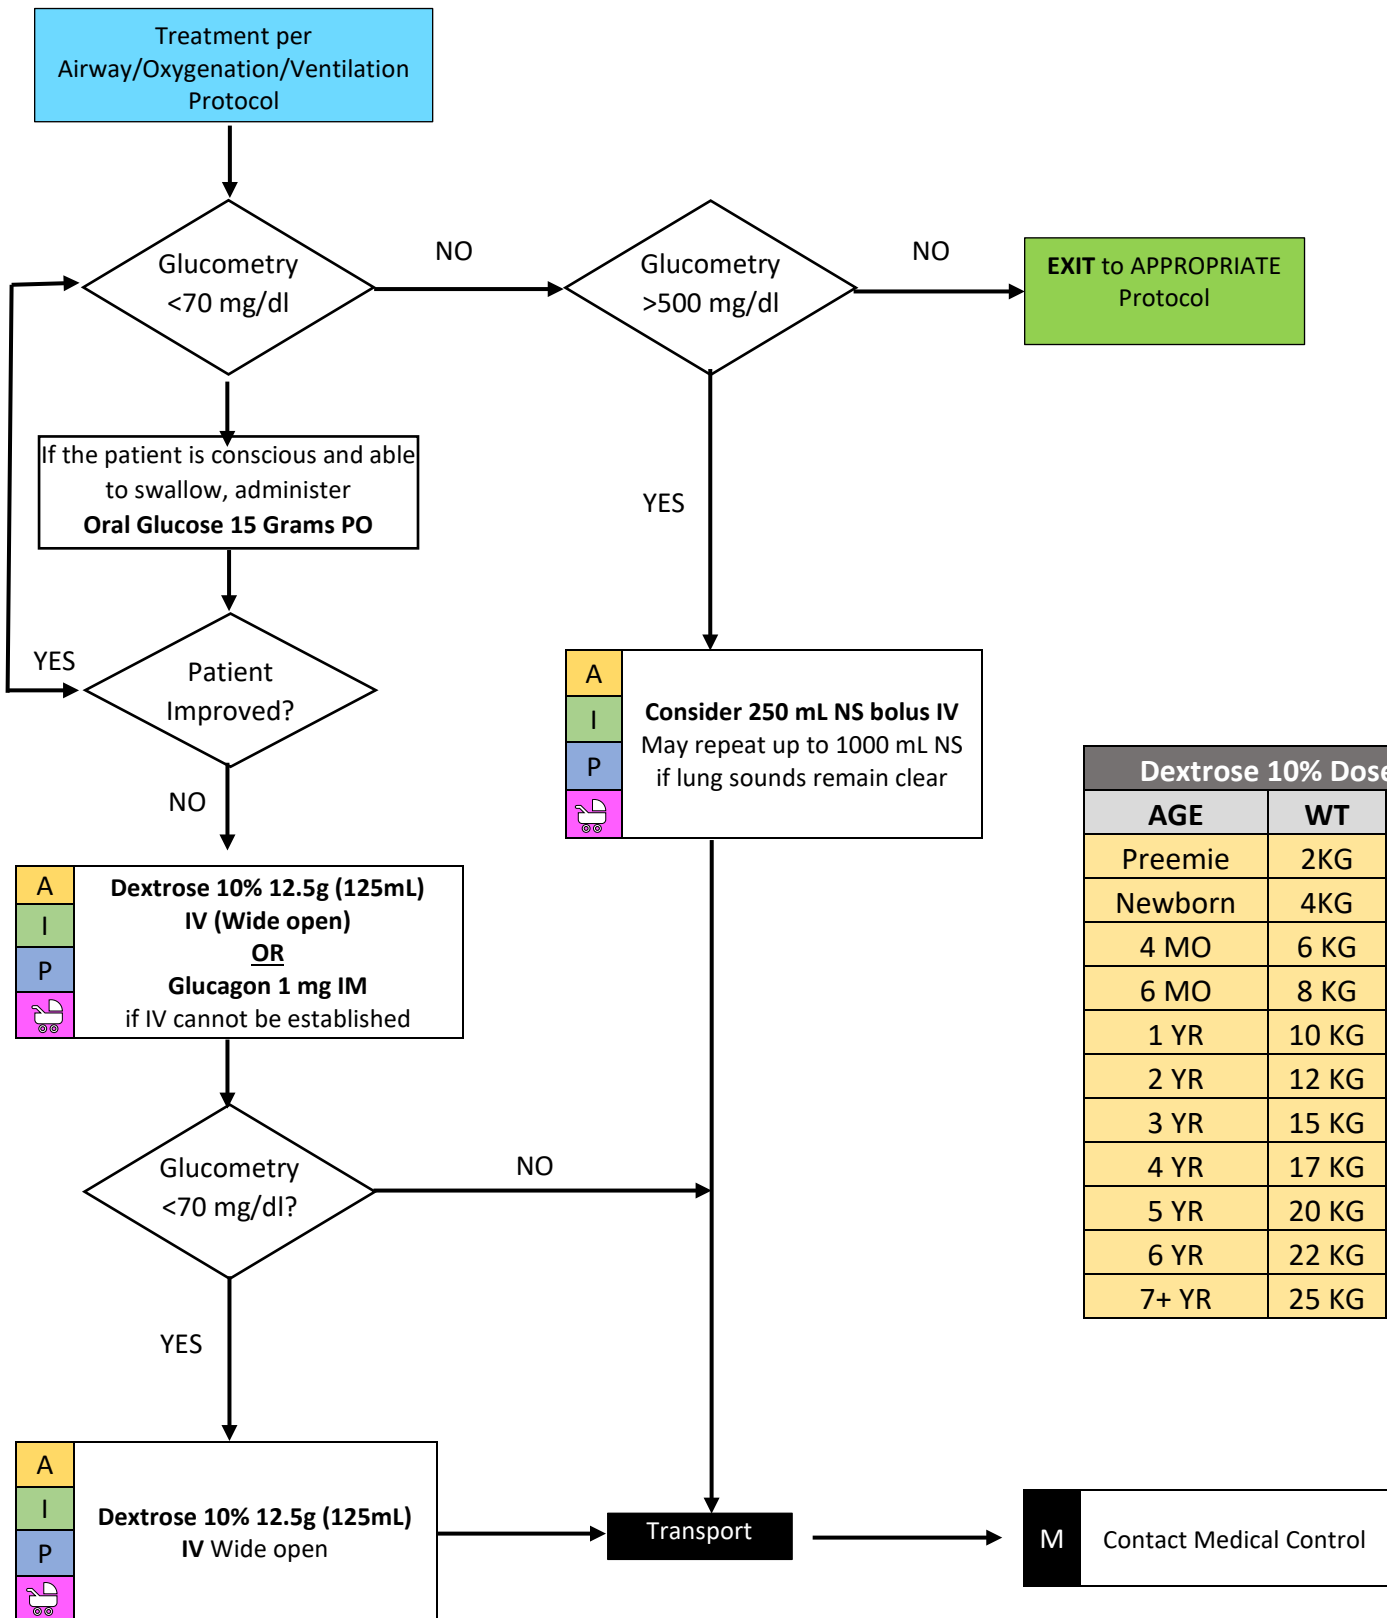 Treatment per
Airway/Oxygenation/Ventilation
Protocol
Glucometry
<70 mg/dl
NO
Glucometry
>500 mg/dl
NO
EXIT to APPROPRIATE
Protocol
If the patient is conscious and able
to swallow, administer
Oral Glucose 15 Grams PO
YES
YES
Patient
Improved?
NO
A
I
P
Consider 250 mL NS bolus IV
May repeat up to 1000 mL NS
if lung sounds remain clear
A
I
P
Dextrose 10% 12.5g (125mL)
IV (Wide open)
OR
Glucagon 1 mg IM
if IV cannot be established
Glucometry
<70 mg/dl?
NO
YES
A
I
P
Dextrose 10% 12.5g (125mL)
IV Wide open
Transport
M
Contact Medical Control
Dextrose 10% Dose
AGE WT
Preemie 2KG
Newborn 4KG
4 MO 6 KG
6 MO 8 KG
1 YR 10 KG
2 YR 12 KG
3 YR 15 KG
4 YR 17 KG
5 YR 20 KG
6 YR 22 KG
7+ YR 25 KG